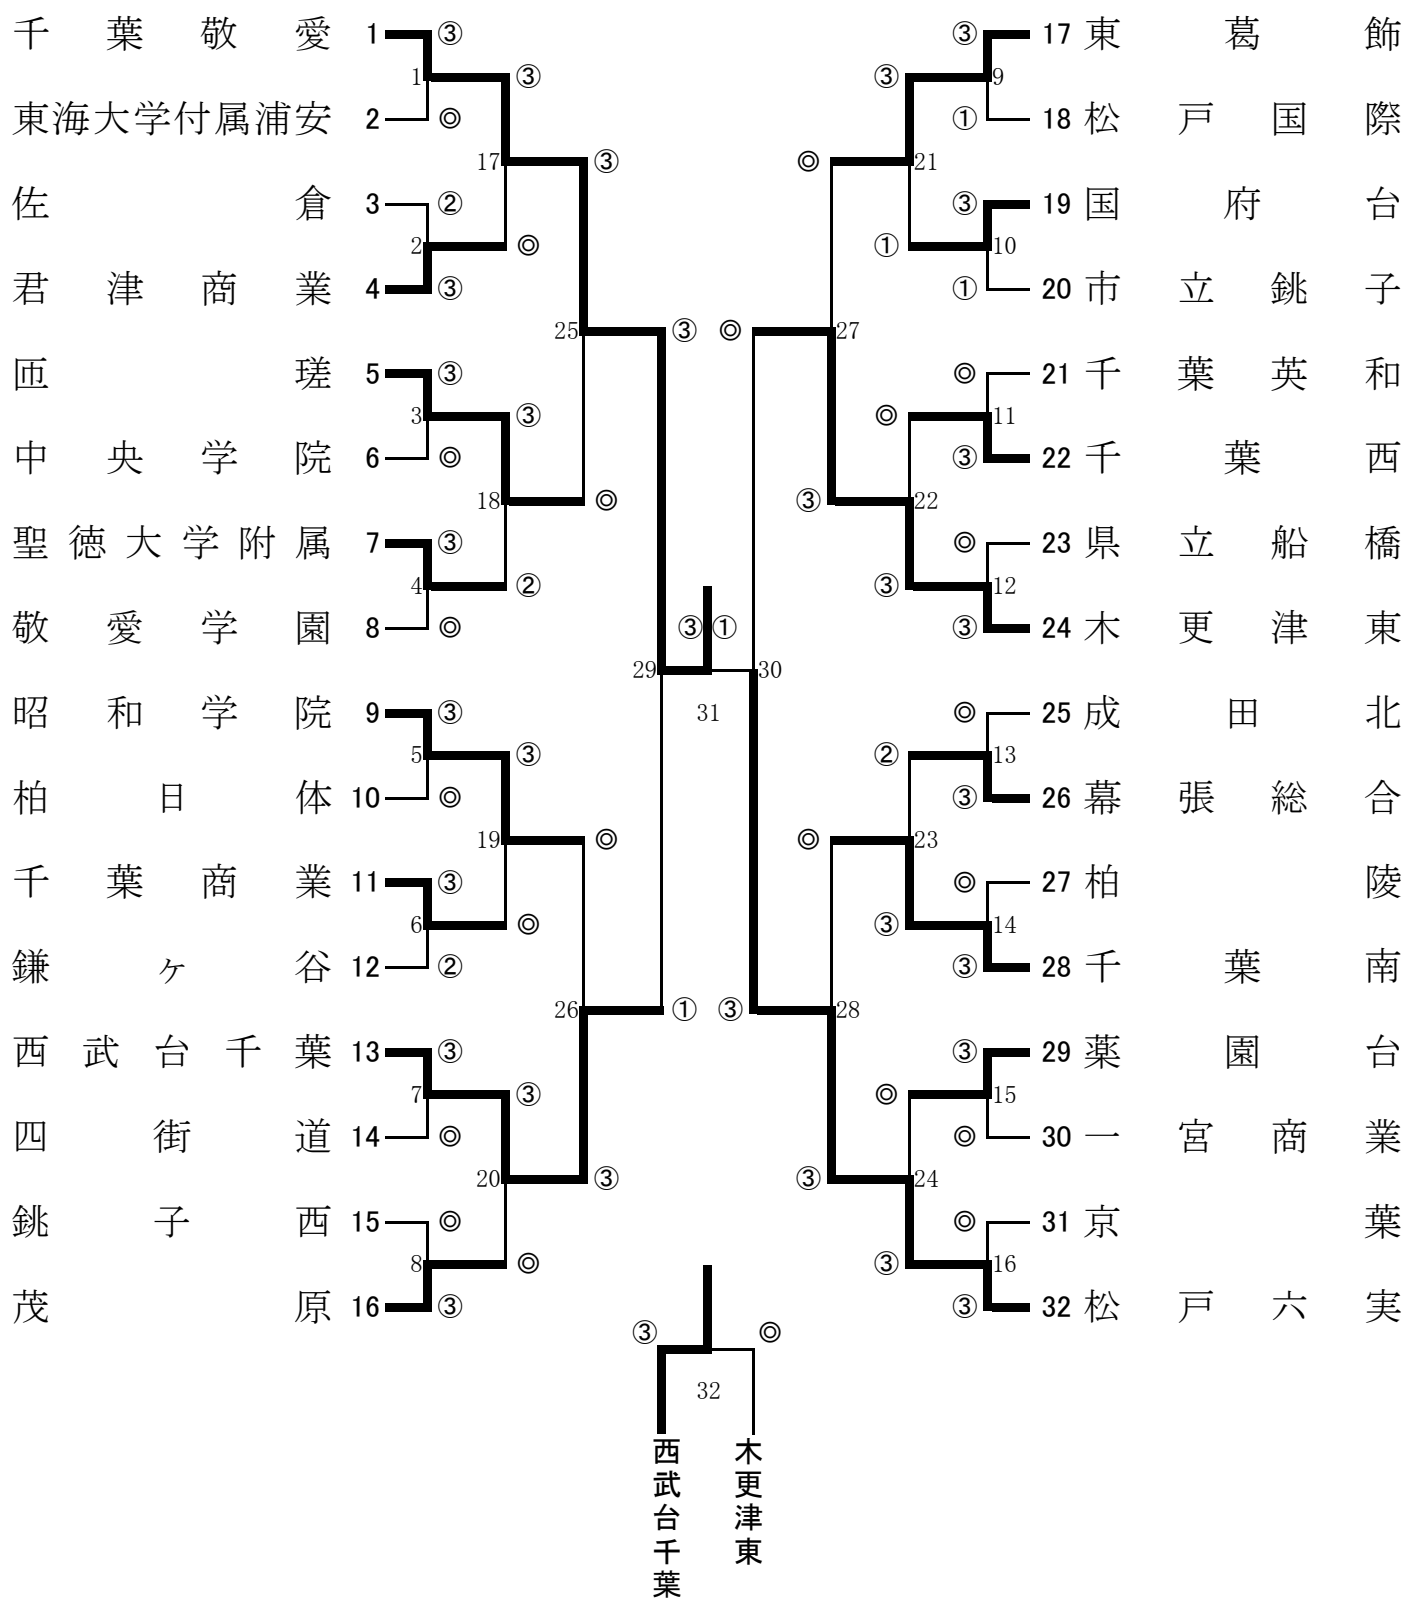 千葉敬愛 1 ③ ③ 17 東葛飾
1 ③ ③ 9
東海大学付属浦安 2 ◎ ① 18 松戸国際
17 ③ ◎ 21
佐倉 3 ② ③ 19 国府台
2 ◎ ① 10
君津商業 4 ③ ① 20 市立銚子
25 ③ ◎ 27
匝瑳 5 ③ ◎ 21 千葉英和
3 ③ ◎ 11
中央学院 6 ◎ ③ 22 千葉西
18 ◎ ③ 22
聖徳大学附属 7 ③ ◎ 23 県立船橋
4 ② ③ 12
敬愛学園 8 ◎ ③ ① ③ 24 木更津東
29 30
昭和学院 9 ③ 31 ◎ 25 成田北
5 ③ ② 13
柏日体 10 ◎ ③ 26 幕張総合
19 ◎ ◎ 23
千葉商業 11 ③ ◎ 27 柏陵
6 ◎ ③ 14
鎌ヶ谷 12 ② ③ 28 千葉南
26 ① ③ 28
西武台千葉 13 ③ ③ 29 薬園台
7 ③ ◎ 15
四街道 14 ◎ ◎ 30 一宮商業
20 ③ ③ 24
銚子西 15 ◎ ◎ 31 京葉
8 ◎ ③ 16
茂原 16 ③ ③ 32 松戸六実
③ ◎
32
西武台千葉
木更津東